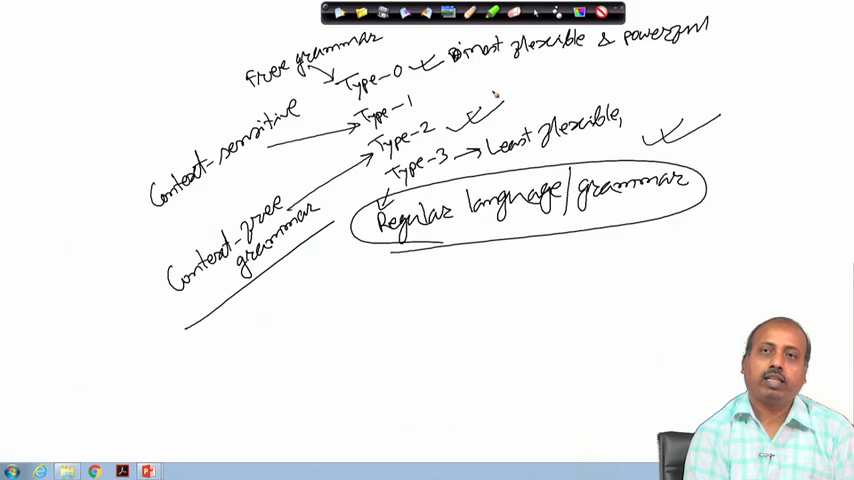 Free grammar
Type-0 most flexible & powerful
Context-sensitive
Type-1
Type-2
Type-3 → Least flexible,
Context-free
grammar
Regular language/grammar